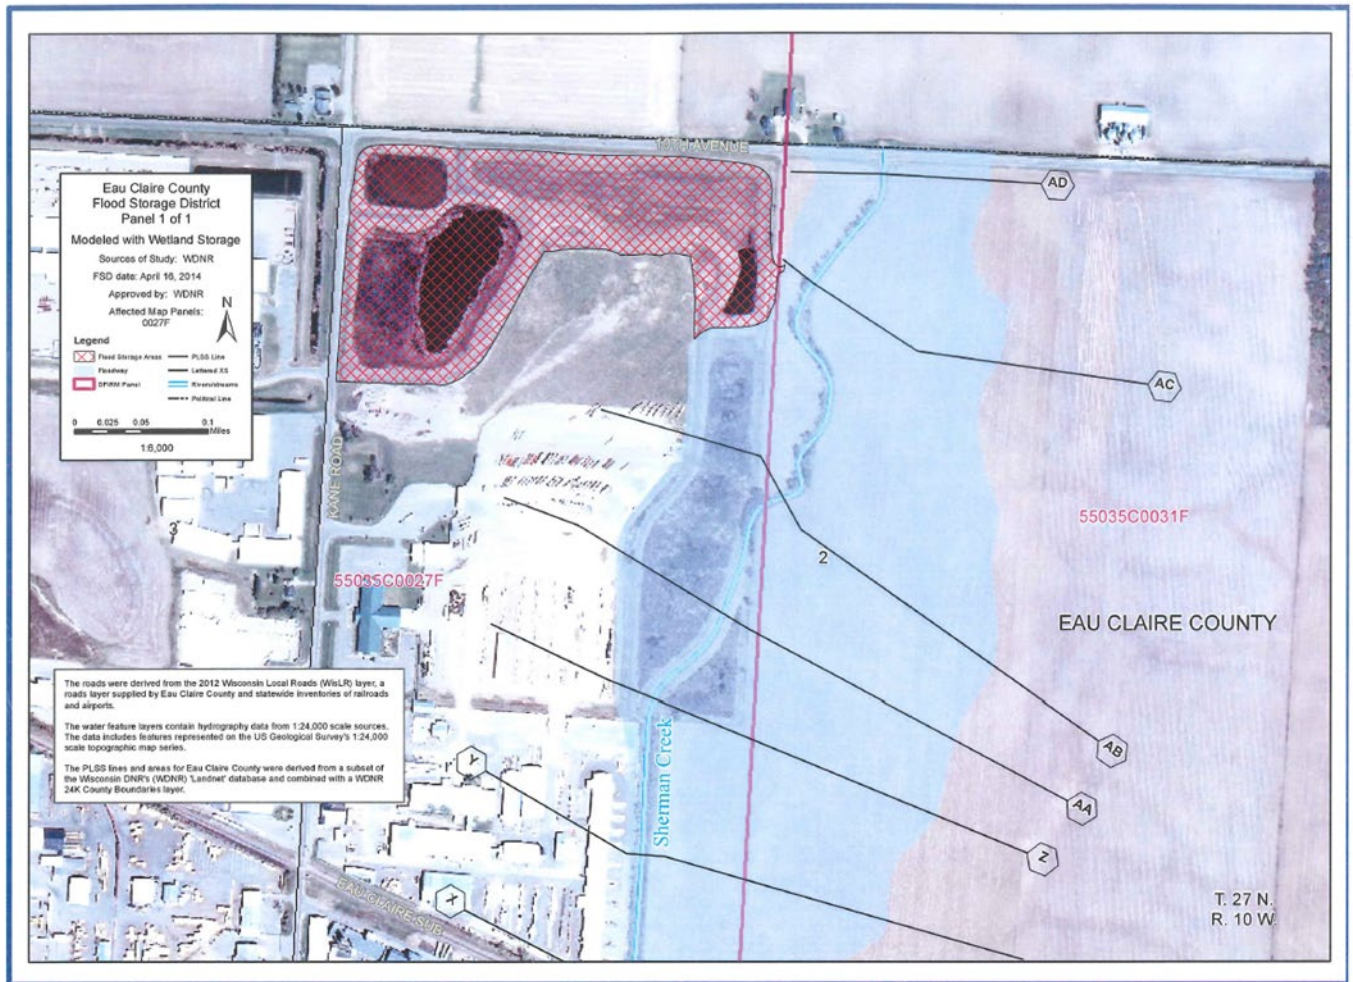 10TH AVENUE
Eau Claire County
Flood Storage District
Panel 1 of 1
Modeled with Wetland Storage
Sources of Study: WDNR
FSD date: April 16, 2014
Approved by: WDNR
Affected Map Panels:
0027F
N
Legend
Flood Storage Areas
PLSS Line
Floodway
Lettered XS
DFIRM Panel
Rivers/streams
Political Line
0 0.025 0.05 0.1
Miles
1:6,000
AD
AC
KANE ROAD
3
55035C0027F
2
55035C0031F
EAU CLAIRE COUNTY
The roads were derived from the 2012 Wisconsin Local Roads (WisLR) layer, a
roads layer supplied by Eau Claire County and statewide inventories of railroads
and airports.
The water feature layers contain hydrography data from 1:24,000 scale sources.
The data includes features represented on the US Geological Survey's 1:24,000
scale topographic map series.
The PLSS lines and areas for Eau Claire County were derived from a subset of
the Wisconsin DNR's (WDNR) 'Landnet' database and combined with a WDNR
24K County Boundaries layer.
Sherman Creek
AB
Y
AA
Z
X
EAU CLAIRE SUB
T. 27 N.
R. 10 W.